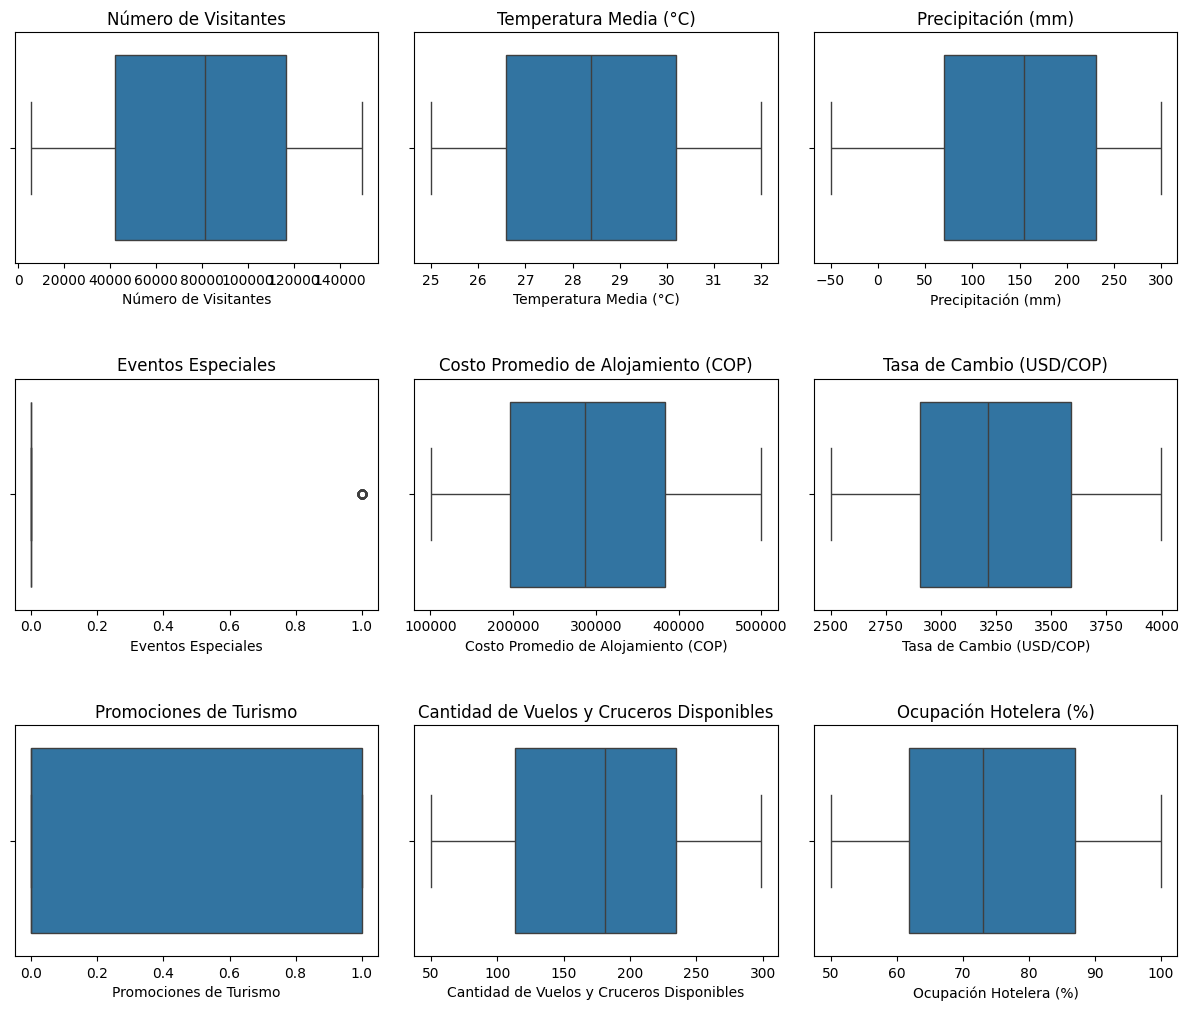 Número de Visitantes
0 20000 40000 60000 80000 100000 120000 140000
Número de Visitantes
Temperatura Media (°C)
25 26 27 28 29 30 31 32
Temperatura Media (°C)
Precipitación (mm)
−50 0 50 100 150 200 250 300
Precipitación (mm)
Eventos Especiales
0.0 0.2 0.4 0.6 0.8 1.0
Eventos Especiales
Costo Promedio de Alojamiento (COP)
100000 200000 300000 400000 500000
Costo Promedio de Alojamiento (COP)
Tasa de Cambio (USD/COP)
2500 2750 3000 3250 3500 3750 4000
Tasa de Cambio (USD/COP)
Promociones de Turismo
0.0 0.2 0.4 0.6 0.8 1.0
Promociones de Turismo
Cantidad de Vuelos y Cruceros Disponibles
50 100 150 200 250 300
Cantidad de Vuelos y Cruceros Disponibles
Ocupación Hotelera (%)
50 60 70 80 90 100
Ocupación Hotelera (%)